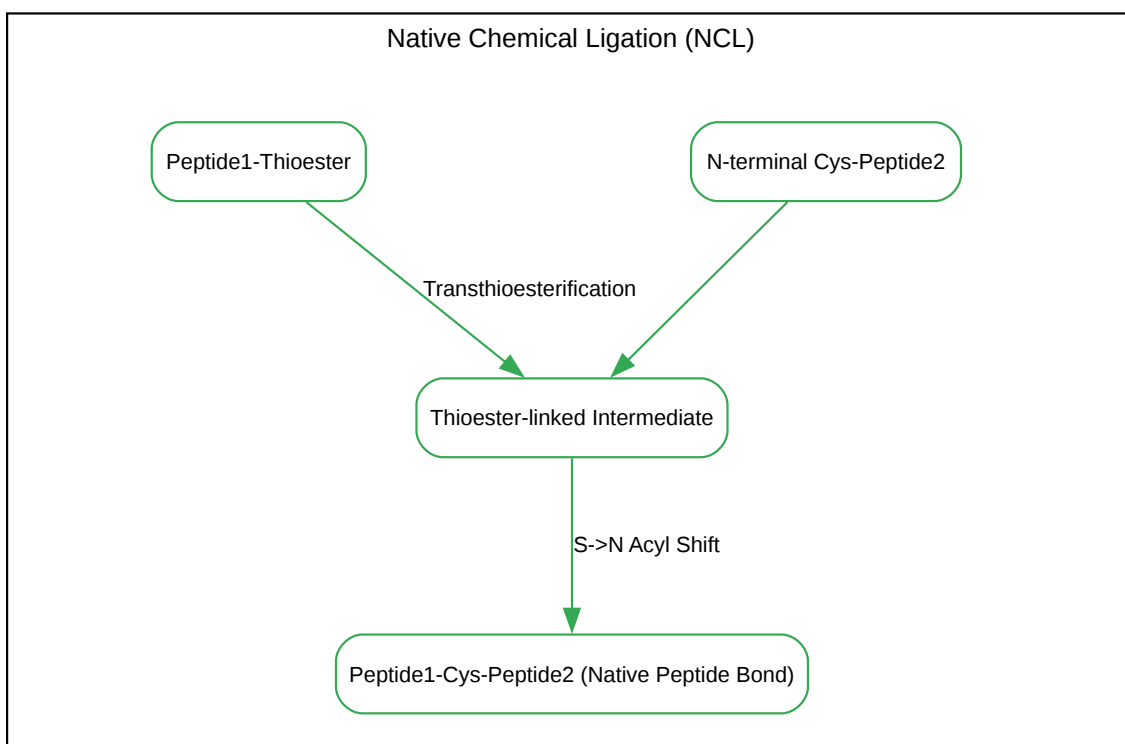 Native Chemical Ligation (NCL)
Peptide1-Thioester
N-terminal Cys-Peptide2
Transthioesterification
Thioester-linked Intermediate
S->N Acyl Shift
Peptide1-Cys-Peptide2 (Native Peptide Bond)